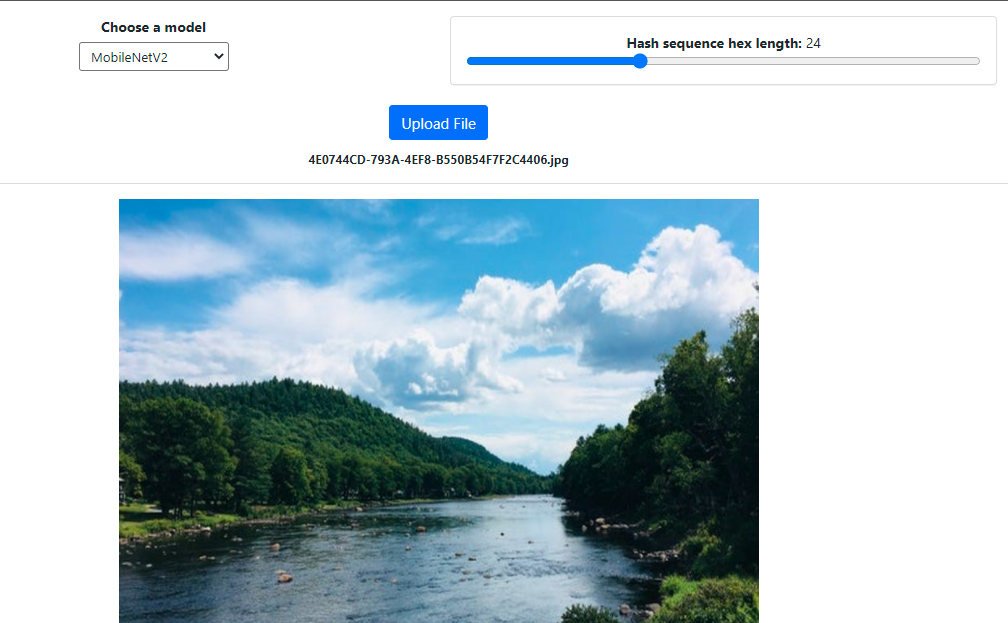 Choose a model
MobileNetV2
Hash sequence hex length: 24
Upload File
4E0744CD-793A-4EF8-B550B54F7F2C4406.jpg